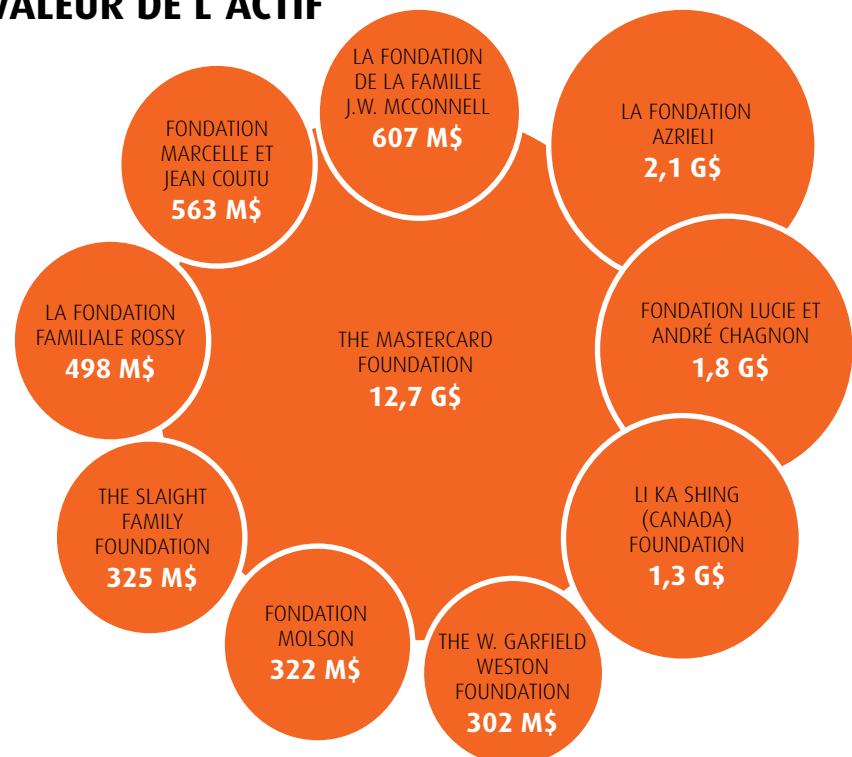 VALEUR DE L'ACTIF
LA FONDATION
DE LA FAMILLE
J.W. MCCONNELL
607 M$
LA FONDATION
AZRIELI
2,1 G$
FONDATION
MARCELLE ET
JEAN COUTU
563 M$
LA FONDATION
FAMILIALE ROSSY
498 M$
THE MASTERCARD
FOUNDATION
12,7 G$
FONDATION LUCIE ET
ANDRÉ CHAGNON
1,8 G$
THE SLAIGHT
FAMILY
FOUNDATION
325 M$
LI KA SHING
(CANADA)
FOUNDATION
1,3 G$
FONDATION
MOLSON
322 M$
THE W. GARFIELD
WESTON
FOUNDATION
302 M$